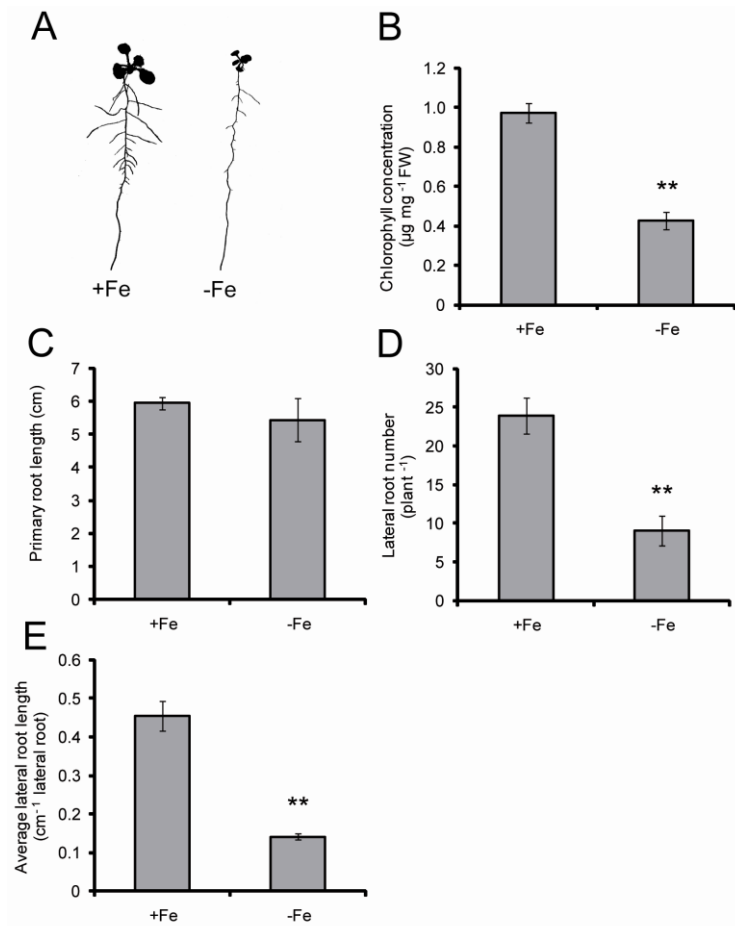 A
+Fe -Fe
B
Chlorophyll concentration
(µg mg -1 FW)
1.2
1.0
0.8
0.6
0.4
0.2
0
**
+Fe -Fe
C
Primary root length (cm)
7
6
5
4
3
2
1
0
+Fe -Fe
D
Lateral root number
(plant -1)
30
25
20
15
10
5
0
**
+Fe -Fe
E
Average lateral root length
(cm-1 lateral root)
0.6
0.5
0.4
0.3
0.2
0.1
0
**
+Fe -Fe